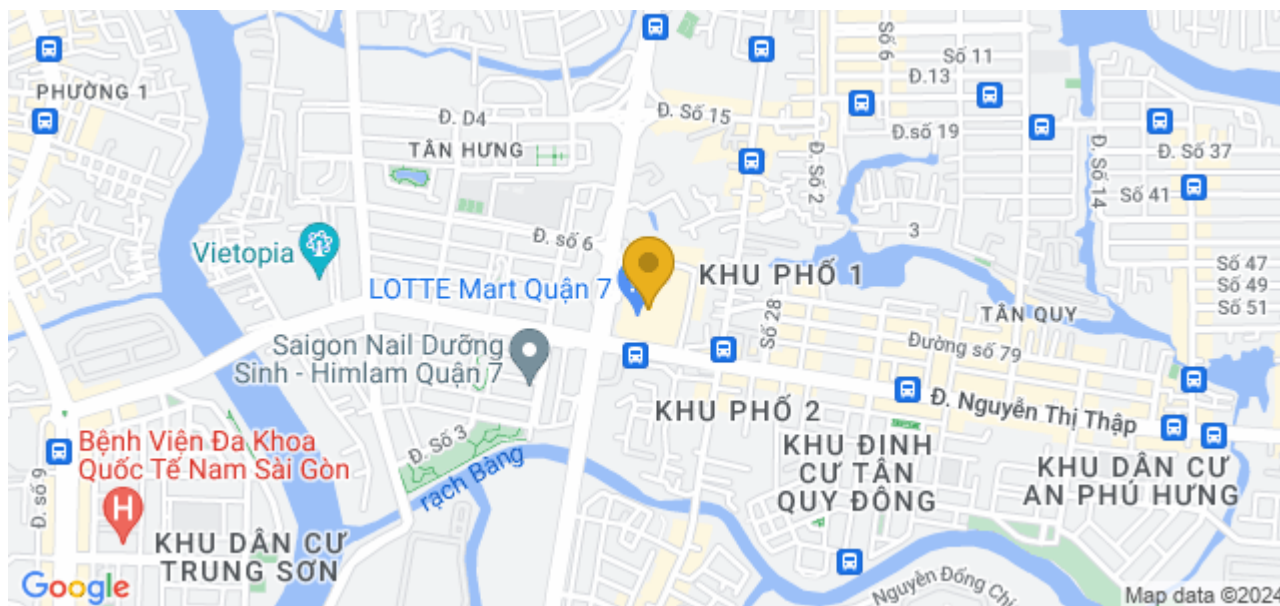 Số 6
Số 11
Đ.13
PHƯỜNG 1
Đ. D4
Đ. Số 15
Đ.số 19
TÂN HƯNG
Đ. Số 37
Đ. Số 2
Đ. Số 14
Số 41
3
Đ. số 6
Vietopia
Số 47
KHU PHỐ 1
LOTTE Mart Quận 7
Số 49
Số 51
TÂN QUY
Số 28
Đường số 79
Saigon Nail Dưỡng
Sinh - Himlam Quận 7
Đ. Nguyễn Thị Thập
KHU PHỐ 2
Đ. Số 3
Bệnh Viện Đa Khoa
Quốc Tế Nam Sài Gòn
KHU ĐỊNH
CƯ TÂN
QUY ĐÔNG
KHU DÂN CƯ
AN PHÚ HƯNG
rạch Bàng
Đ. số 9
H
KHU DÂN CƯ
TRUNG SƠN
Nguyễn Đổng Chi
Google
Map data ©2024